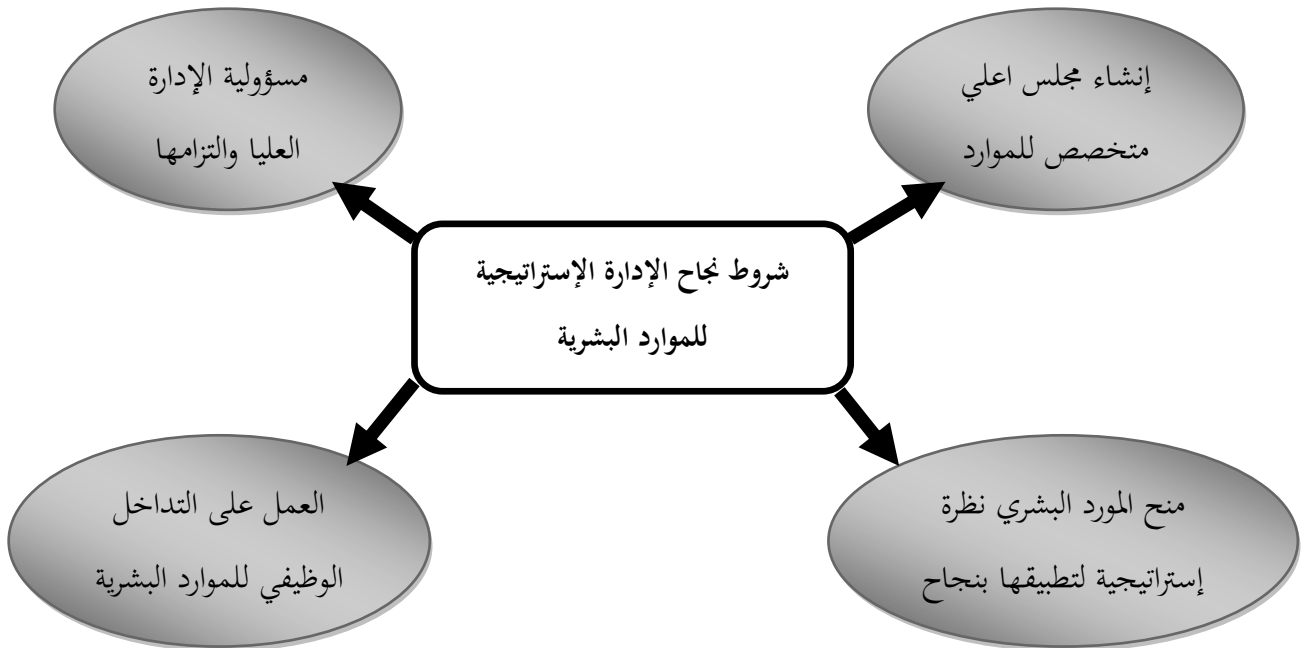 إنشاء مجلس اعلي
متخصص للموارد
مسؤولية الإدارة
العليا والتزامها
شروط نجاح الإدارة الإستراتيجية
للموارد البشرية
منح المورد البشري نظرة
إستراتيجية لتطبيقها بنجاح
العمل على التداخل
الوظيفي للموارد البشرية